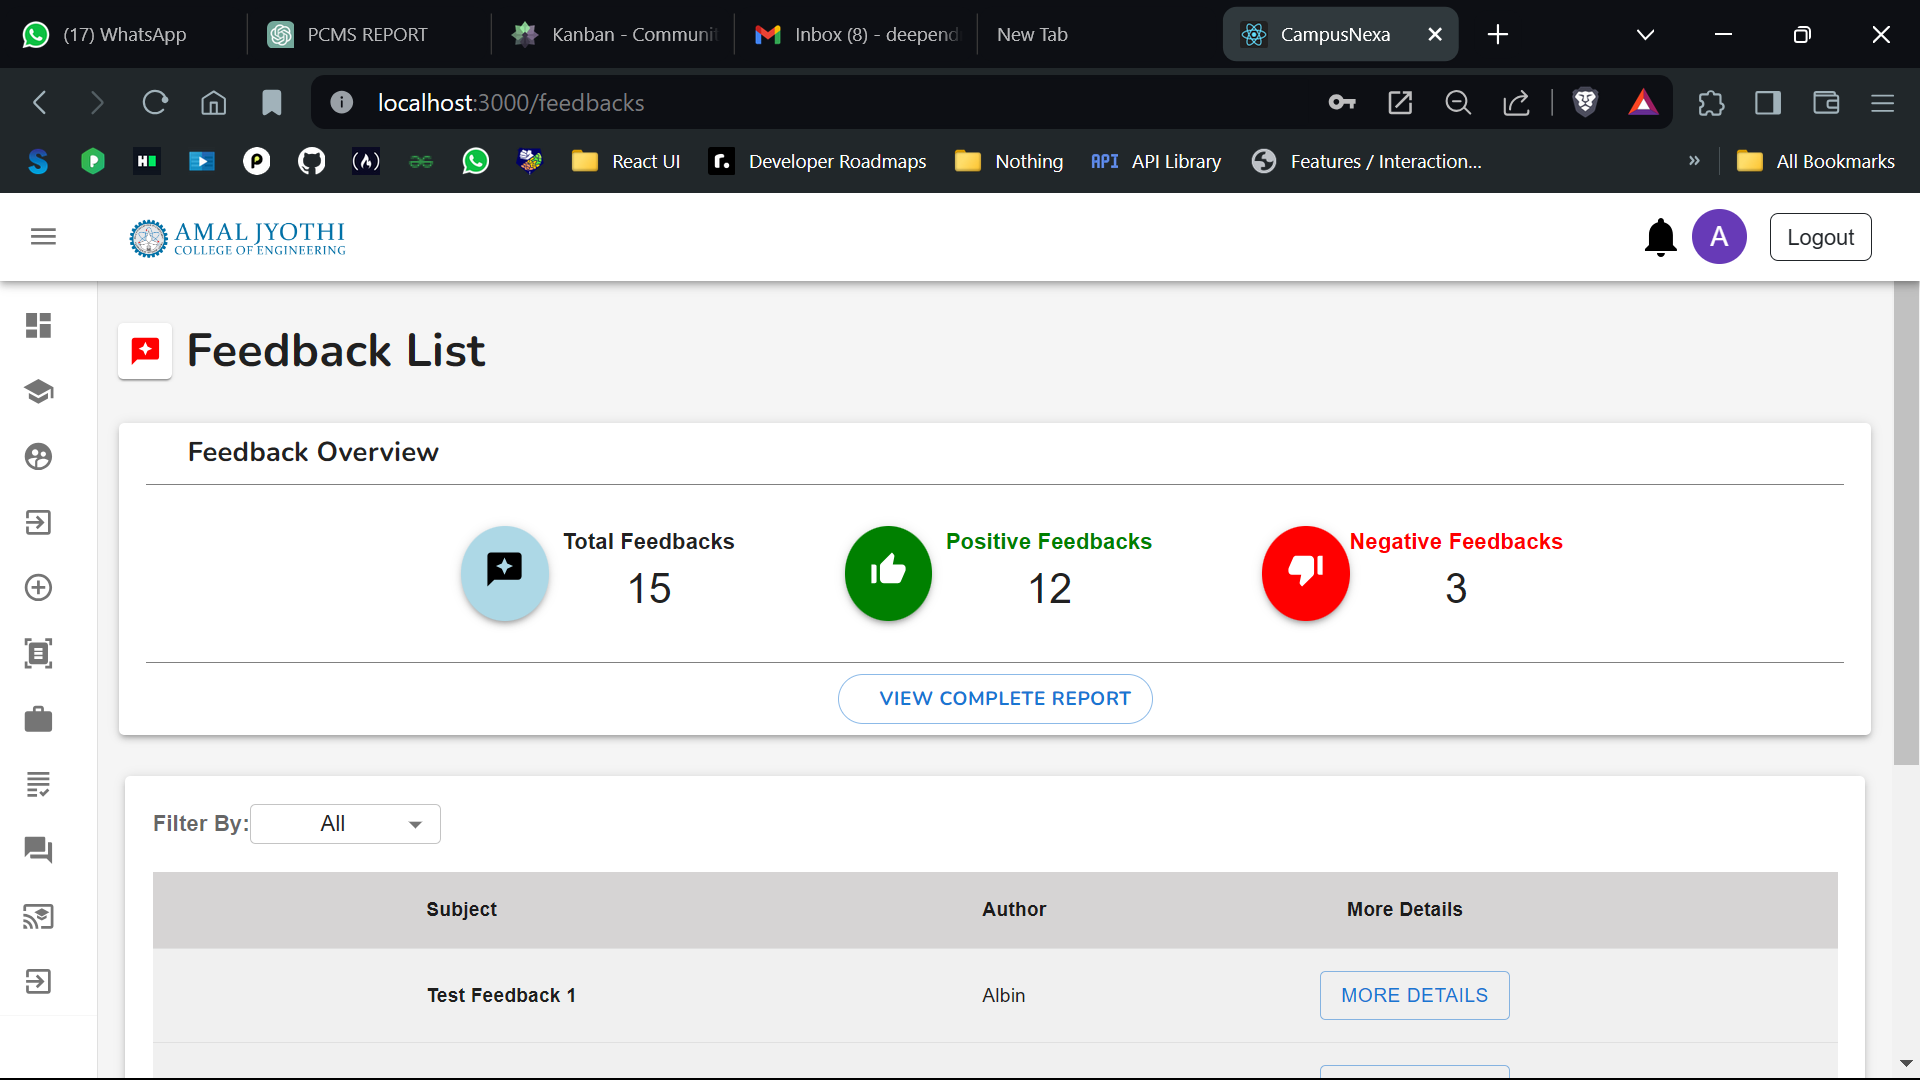 (17) WhatsApp
PCMS REPORT
Kanban - Communit
Inbox (8) - deepend
New Tab
CampusNexa
localhost:3000/feedbacks
React UI
Developer Roadmaps
Nothing
API API Library
Features / Interaction...
» All Bookmarks
AMAL JYOTHI
COLLEGE OF ENGINEERING
A
Logout
Feedback List
Feedback Overview
Total Feedbacks
15
Positive Feedbacks
12
Negative Feedbacks
3
VIEW COMPLETE REPORT
Filter By: All
Subject Author More Details
Test Feedback 1 Albin MORE DETAILS